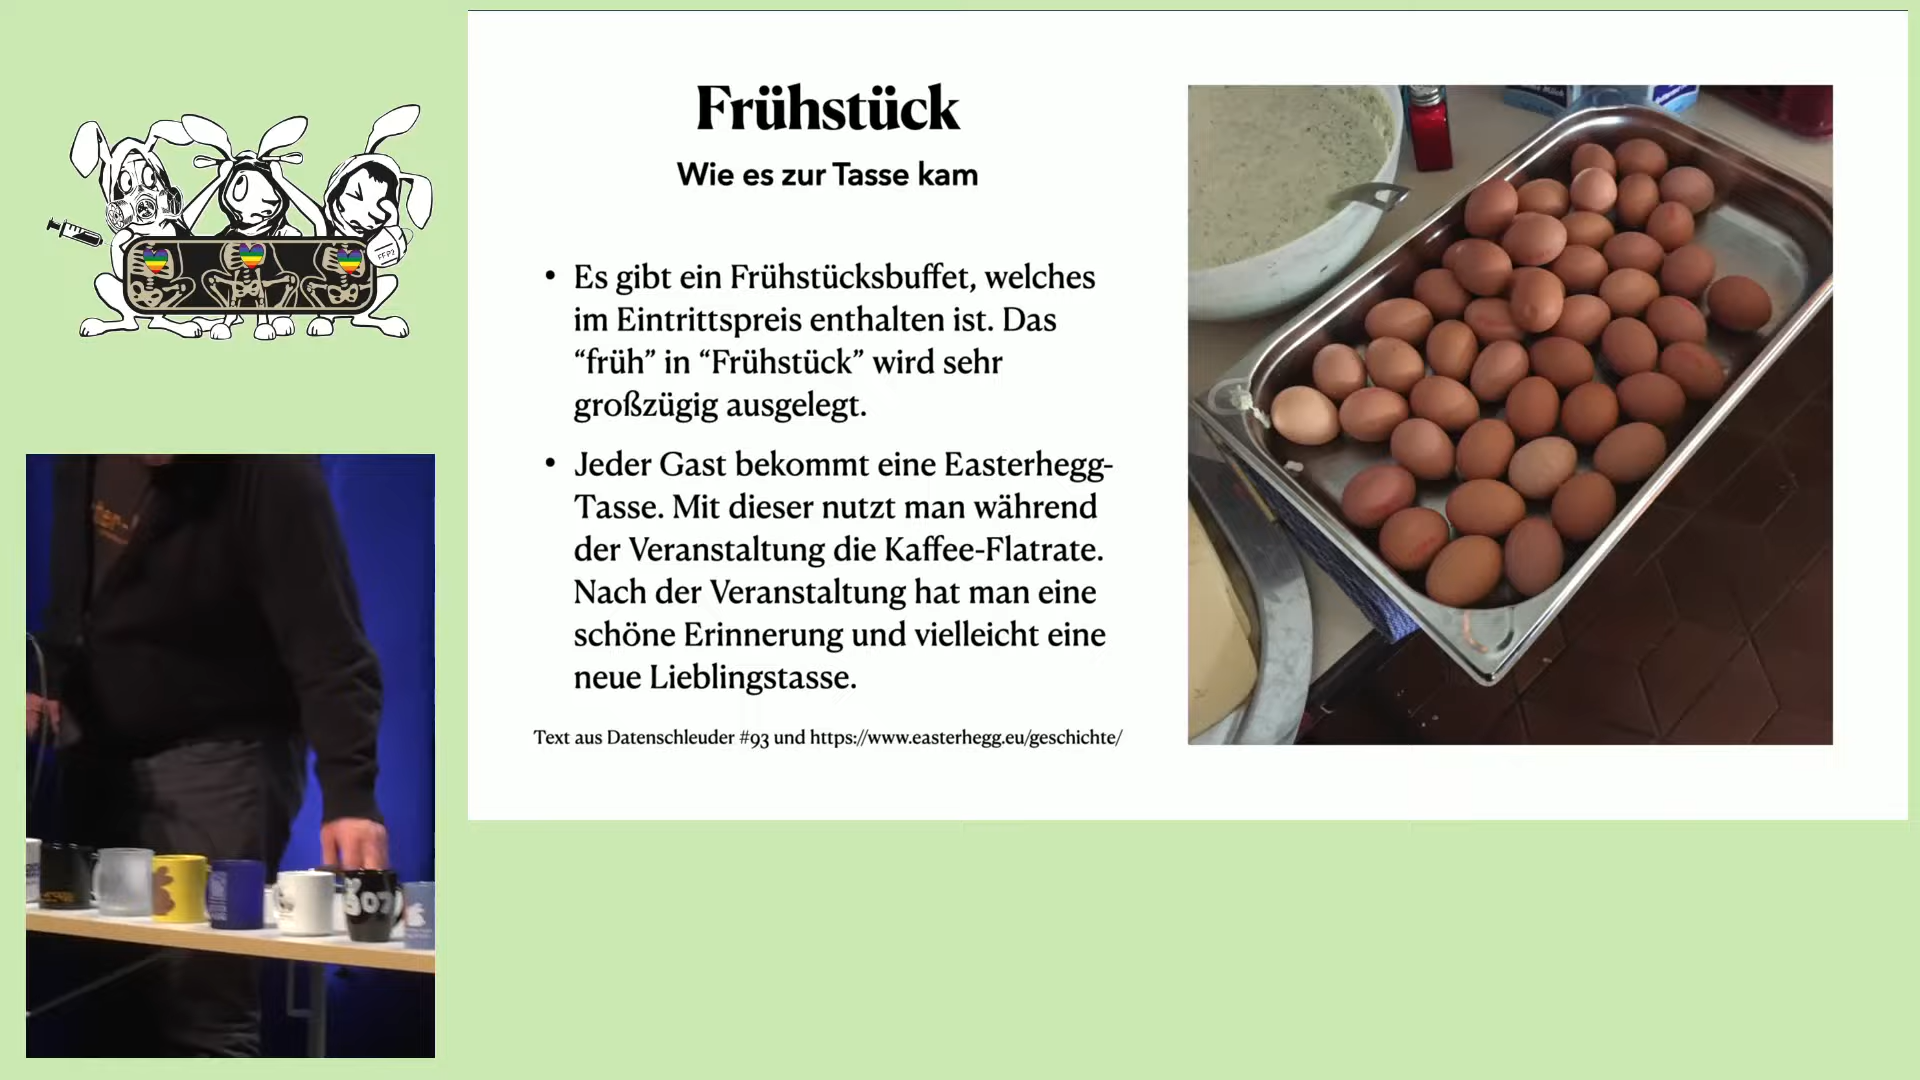 Frühstück
Wie es zur Tasse kam
• Es gibt ein Frühstücksbuffet, welches
im Eintrittspreis enthalten ist. Das
“früh” in “Frühstück” wird sehr
großzügig ausgelegt.
• Jeder Gast bekommt eine Easterhegg-
Tasse. Mit dieser nutzt man während
der Veranstaltung die Kaffee-Flatrate.
Nach der Veranstaltung hat man eine
schöne Erinnerung und vielleicht eine
neue Lieblingstasse.
Text aus Datenschleuder #93 und https://www.easterhegg.eu/geschichte/
FFP2
07